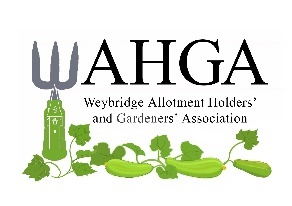 WAHGA
Weybridge Allotment Holders'
and Gardeners' Association